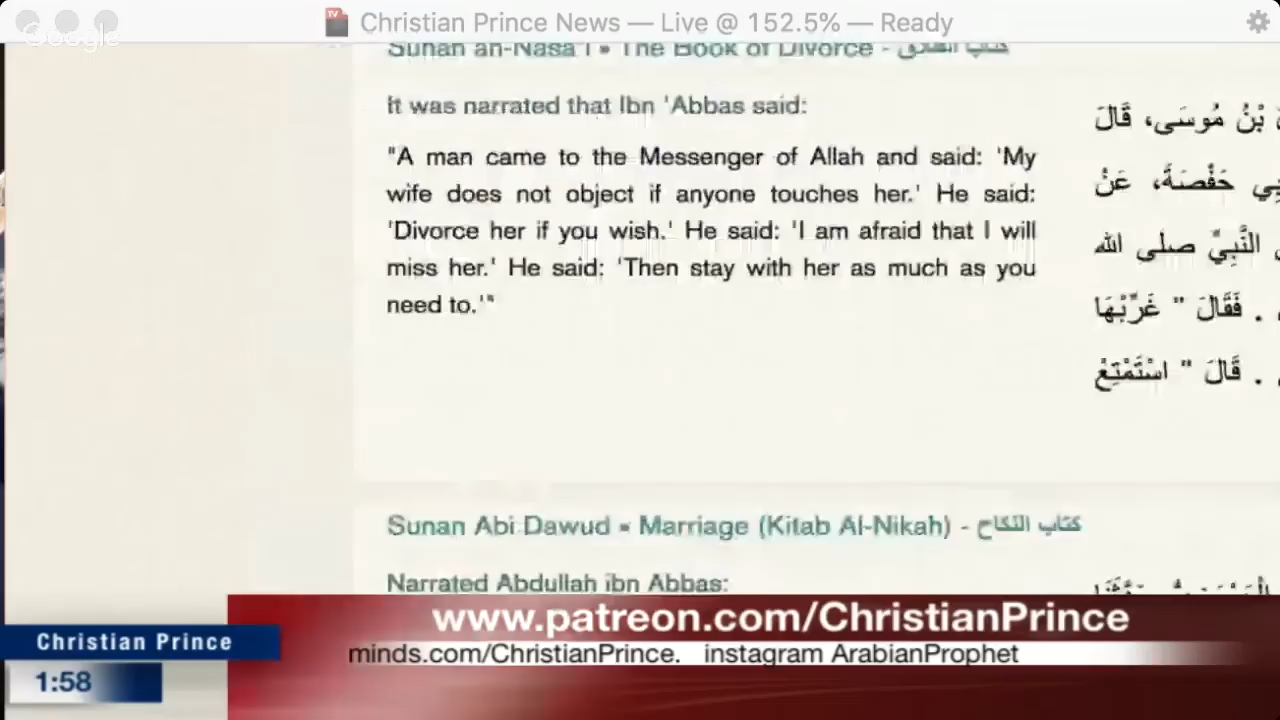 Christian Prince News — Live @ 152.5% — Ready
Google
Sunan an-Nasa'i » The Book of Divorce - كتاب الطلاق
It was narrated that Ibn 'Abbas said:
"A man came to the Messenger of Allah and said: 'My
wife does not object if anyone touches her.' He said:
'Divorce her if you wish.' He said: 'I am afraid that I will
miss her.' He said: 'Then stay with her as much as you
need to.'"
بْنُ مُوسَى، قَالَ
حَفْصَةَ، عَنْ
النَّبِيِّ صلى الله
. فَقَالَ " غَرِّبْهَا
. قَالَ " اسْتَمْتِعْ
Sunan Abi Dawud » Marriage (Kitab Al-Nikah) - كتاب النكاح
Narrated Abdullah ibn Abbas:
www.patreon.com/ChristianPrince
Christian Prince
minds.com/ChristianPrince. instagram ArabianProphet
1:58